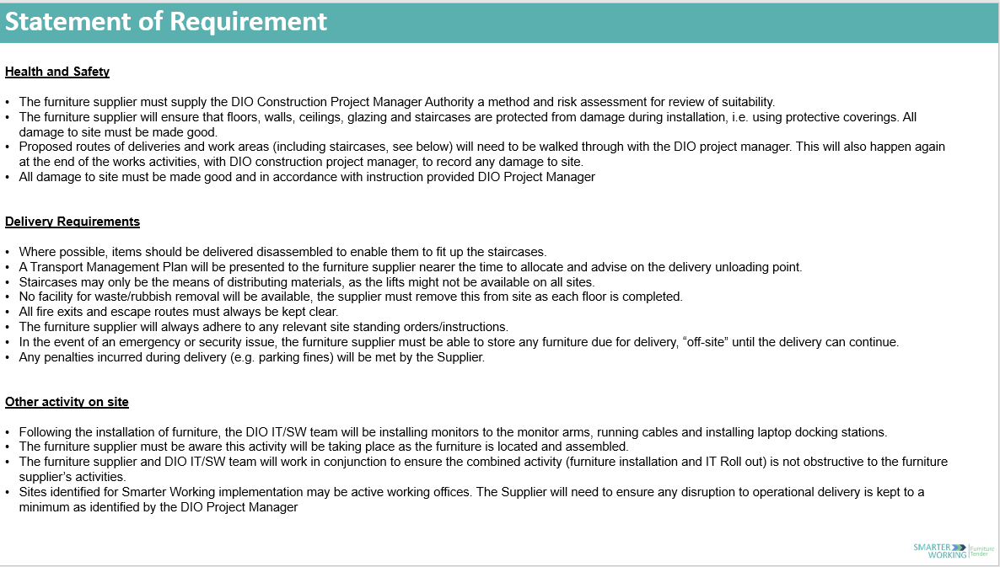 Statement of Requirement
Health and Safety
• The furniture supplier must supply the DIO Construction Project Manager Authority a method and risk assessment for review of suitability.
• The furniture supplier will ensure that floors, walls, ceilings, glazing and staircases are protected from damage during installation, i.e. using protective coverings. All
damage to site must be made good.
• Proposed routes of deliveries and work areas (including staircases, see below) will need to be walked through with the DIO project manager. This will also happen again
at the end of the works activities, with DIO construction project manager, to record any damage to site.
• All damage to site must be made good and in accordance with instruction provided DIO Project Manager
Delivery Requirements
• Where possible, items should be delivered disassembled to enable them to fit up the staircases.
• A Transport Management Plan will be presented to the furniture supplier nearer the time to allocate and advise on the delivery unloading point.
• Staircases may only be the means of distributing materials, as the lifts might not be available on all sites.
• No facility for waste/rubbish removal will be available, the supplier must remove this from site as each floor is completed.
• All fire exits and escape routes must always be kept clear.
• The furniture supplier will always adhere to any relevant site standing orders/instructions.
• In the event of an emergency or security issue, the furniture supplier must be able to store any furniture due for delivery, “off-site” until the delivery can continue.
• Any penalties incurred during delivery (e.g. parking fines) will be met by the Supplier.
Other activity on site
• Following the installation of furniture, the DIO IT/SW team will be installing monitors to the monitor arms, running cables and installing laptop docking stations.
• The furniture supplier must be aware this activity will be taking place as the furniture is located and assembled.
• The furniture supplier and DIO IT/SW team will work in conjunction to ensure the combined activity (furniture installation and IT Roll out) is not obstructive to the furniture
supplier’s activities.
• Sites identified for Smarter Working implementation may be active working offices. The Supplier will need to ensure any disruption to operational delivery is kept to a
minimum as identified by the DIO Project Manager
SMARTER
WORKING
Furniture
Tender